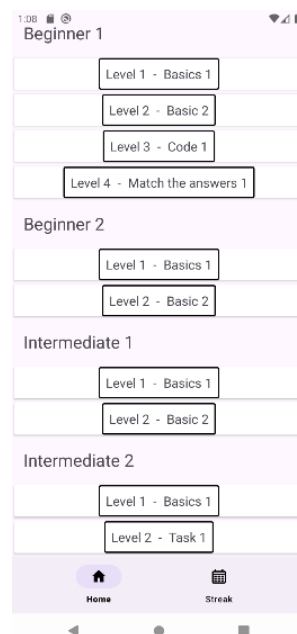 1:08
Beginner 1
Level 1 - Basics 1
Level 2 - Basic 2
Level 3 - Code 1
Level 4 - Match the answers 1
Beginner 2
Level 1 - Basics 1
Level 2 - Basic 2
Intermediate 1
Level 1 - Basics 1
Level 2 - Basic 2
Intermediate 2
Level 1 - Basics 1
Level 2 - Task 1
Home
Streak